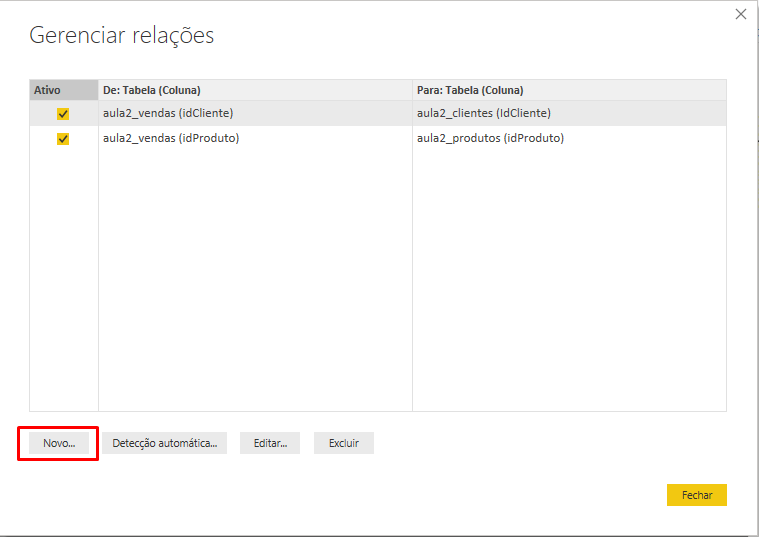 Gerenciar relações
Ativo De: Tabela (Coluna) Para: Tabela (Coluna)
aula2_vendas (idCliente) aula2_clientes (IdCliente)
aula2_vendas (idProduto) aula2_produtos (idProduto)
Novo... Detecção automática... Editar... Excluir
Fechar